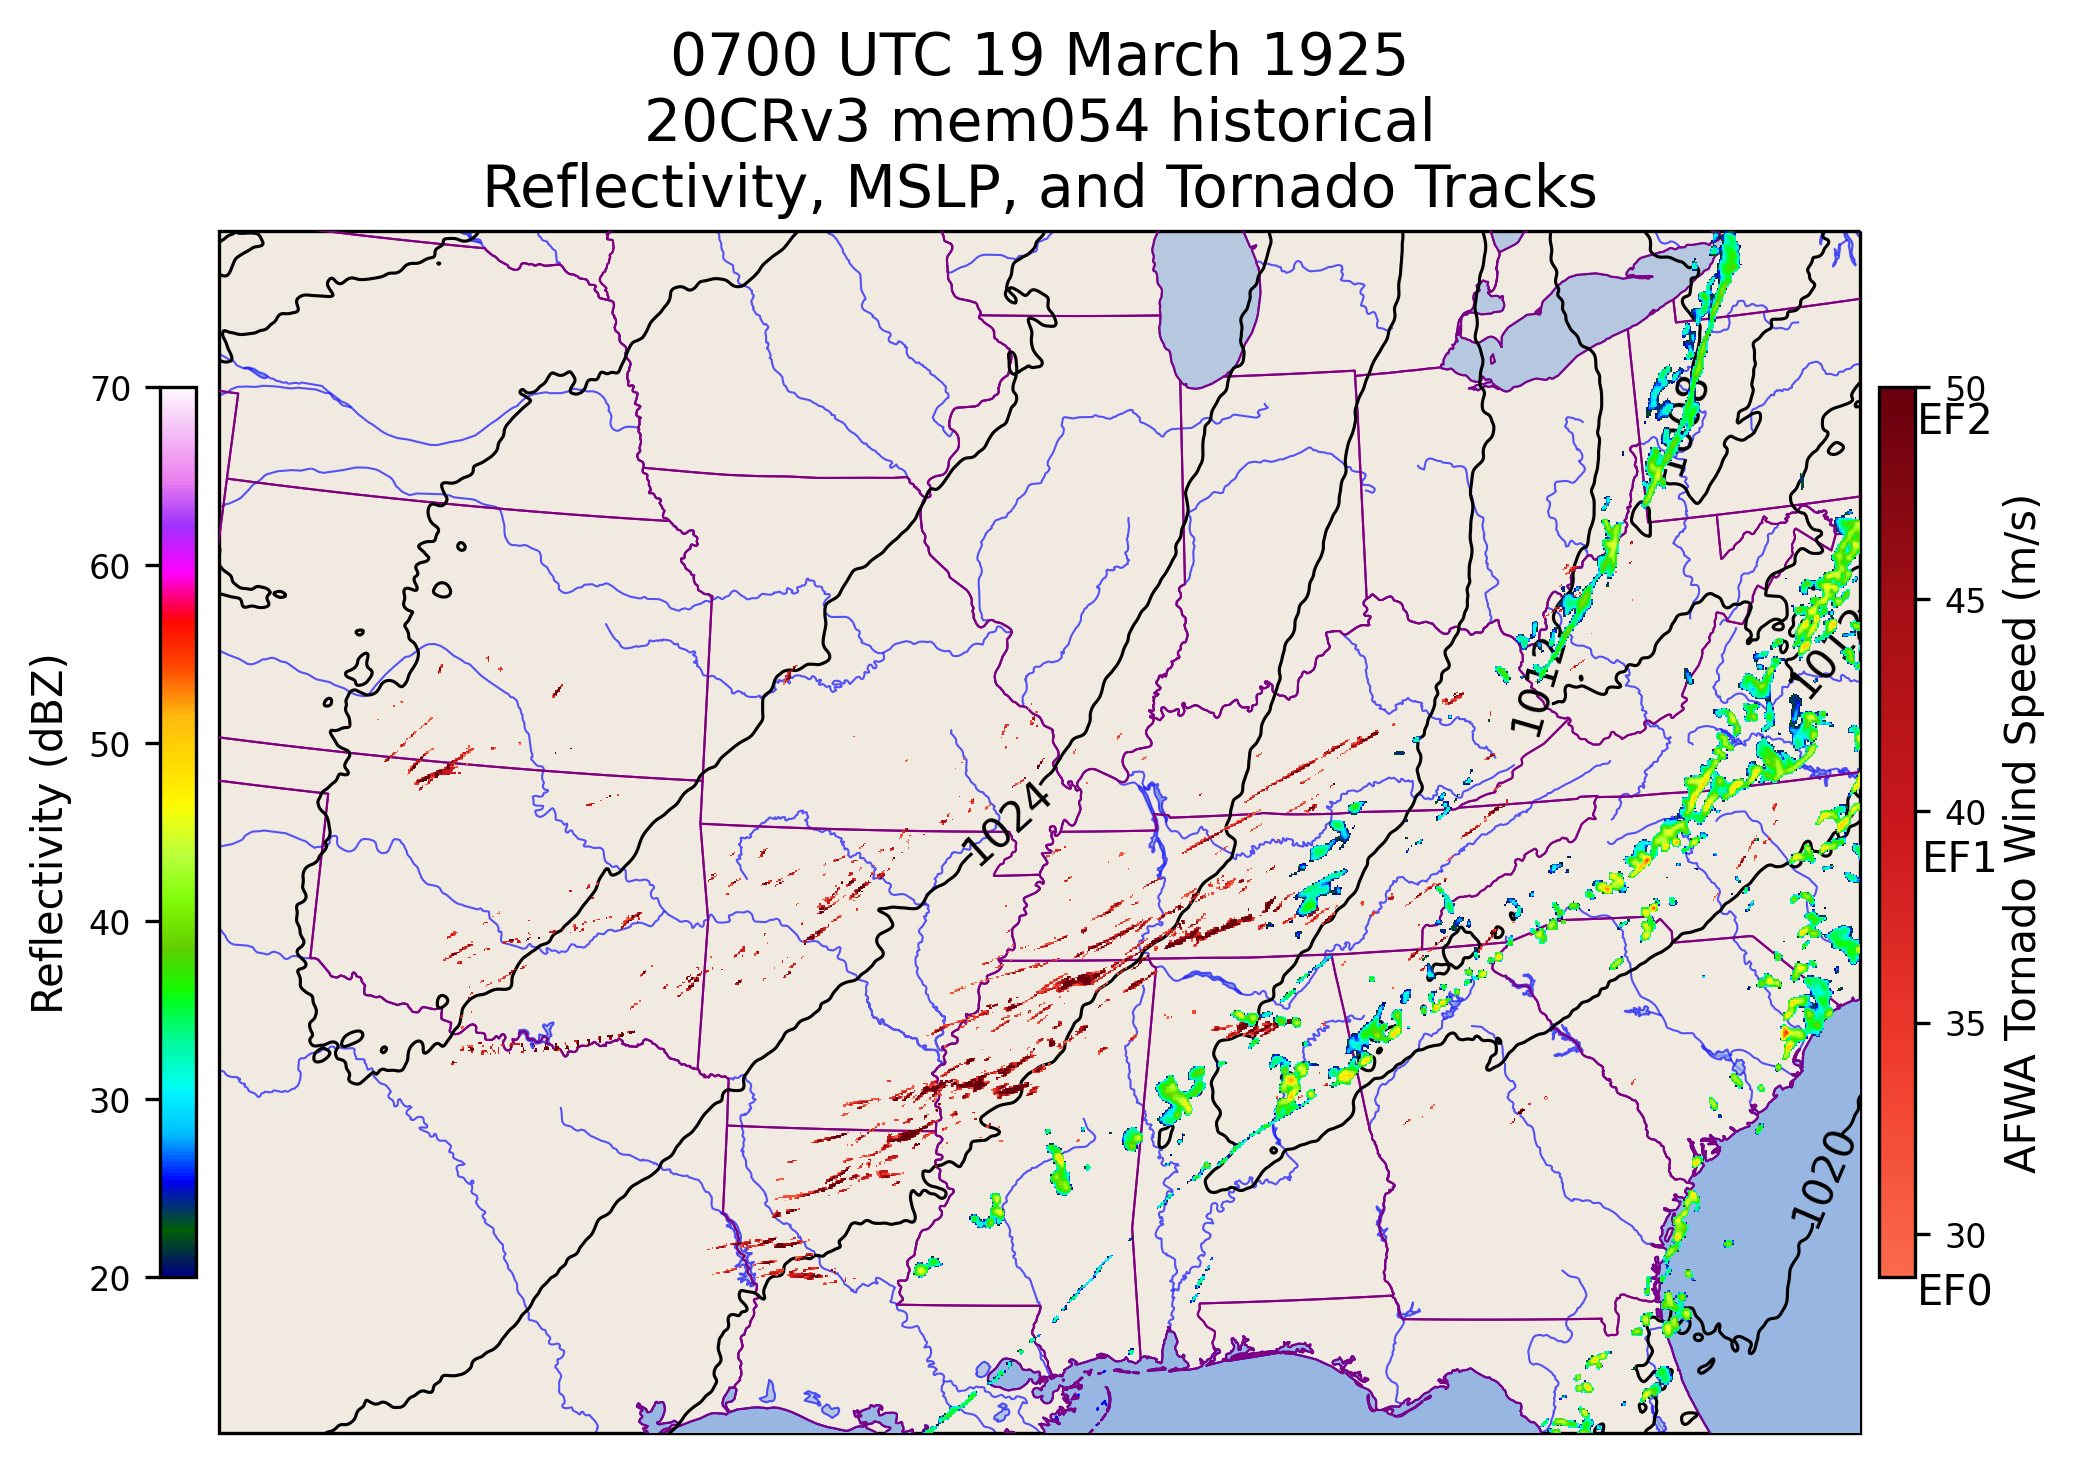 0700 UTC 19 March 1925
20CRv3 mem054 historical
Reflectivity, MSLP, and Tornado Tracks
Reflectivity (dBZ)
70
60
50
40
30
20
1008
1012
1012
1024
1020
50
EF2
45
40
EF1
35
30
EF0
AFWA Tornado Wind Speed (m/s)